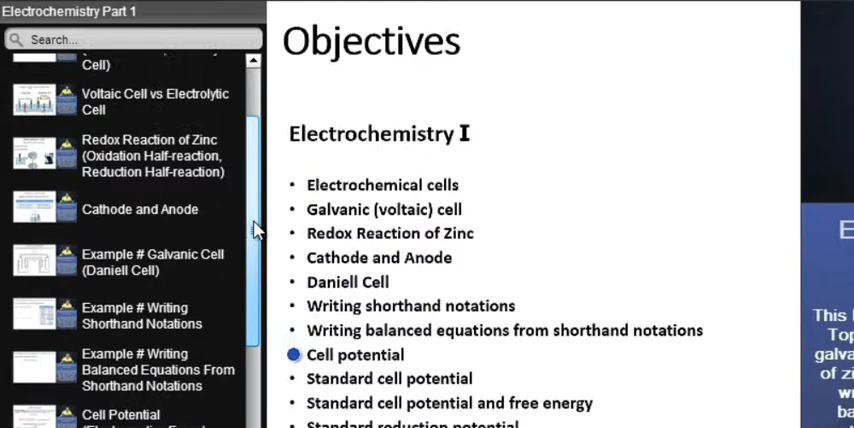 Electrochemistry Part 1
Search...
Cell)
Voltaic Cell vs Electrolytic
Cell
Redox Reaction of Zinc
(Oxidation Half-reaction,
Reduction Half-reaction)
Cathode and Anode
Example # Galvanic Cell
(Daniell Cell)
Example # Writing
Shorthand Notations
Example # Writing
Balanced Equations From
Shorthand Notations
Cell Potential
Objectives
Electrochemistry I
• Electrochemical cells
• Galvanic (voltaic) cell
• Redox Reaction of Zinc
• Cathode and Anode
• Daniell Cell
• Writing shorthand notations
• Writing balanced equations from shorthand notations
Cell potential
• Standard cell potential
• Standard cell potential and free energy
• Standard reduction potential
E
This
Top
galva
of zi
w
ba